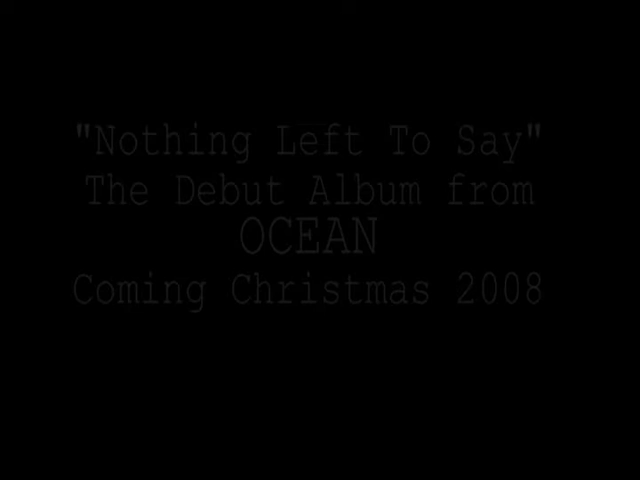 "Nothing Left To Say"
The Debut Album from
OCEAN
Coming Christmas 2008